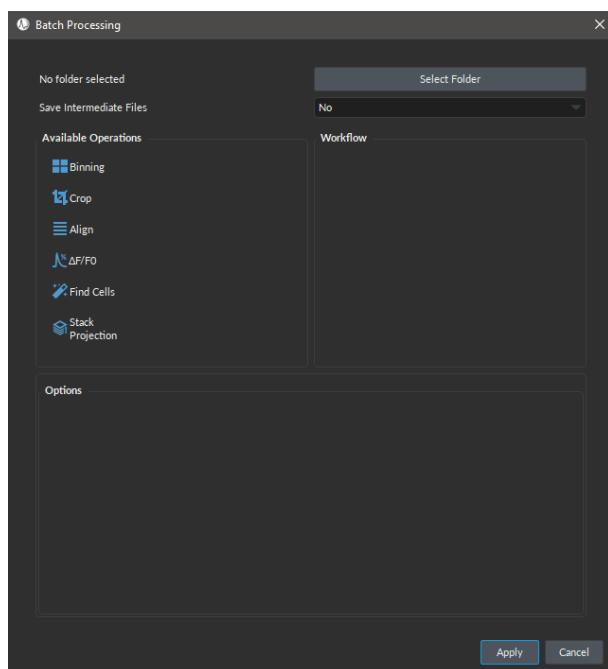 Batch Processing
No folder selected
Select Folder
Save Intermediate Files
No
Available Operations
Workflow
Binning
Crop
Align
ΔF/F0
Find Cells
Stack
Projection
Options
Apply
Cancel